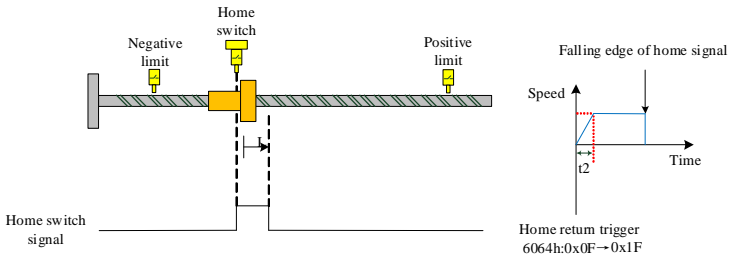 Home
switch
Negative
limit
Positive
limit
L
Home switch
signal
Falling edge of home signal
Speed
Time
t2
Home return trigger
6064h:0x0F→0x1F